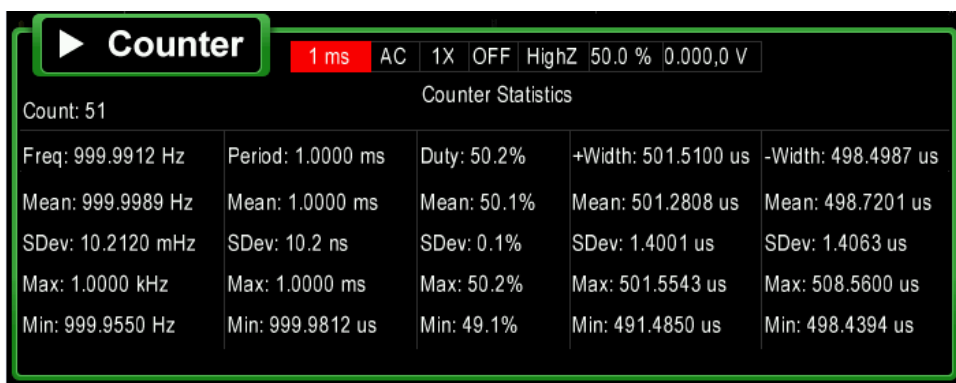 Counter
1 ms AC 1X OFF HighZ 50.0 % 0.000,0 V
Counter Statistics
Count: 51
Freq: 999.9912 Hz Period: 1.0000 ms Duty: 50.2% +Width: 501.5100 us -Width: 498.4987 us
Mean: 999.9989 Hz Mean: 1.0000 ms Mean: 50.1% Mean: 501.2808 us Mean: 498.7201 us
SDev: 10.2120 mHz SDev: 10.2 ns SDev: 0.1% SDev: 1.4001 us SDev: 1.4063 us
Max: 1.0000 kHz Max: 1.0000 ms Max: 50.2% Max: 501.5543 us Max: 508.5600 us
Min: 999.9550 Hz Min: 999.9812 us Min: 49.1% Min: 491.4850 us Min: 498.4394 us